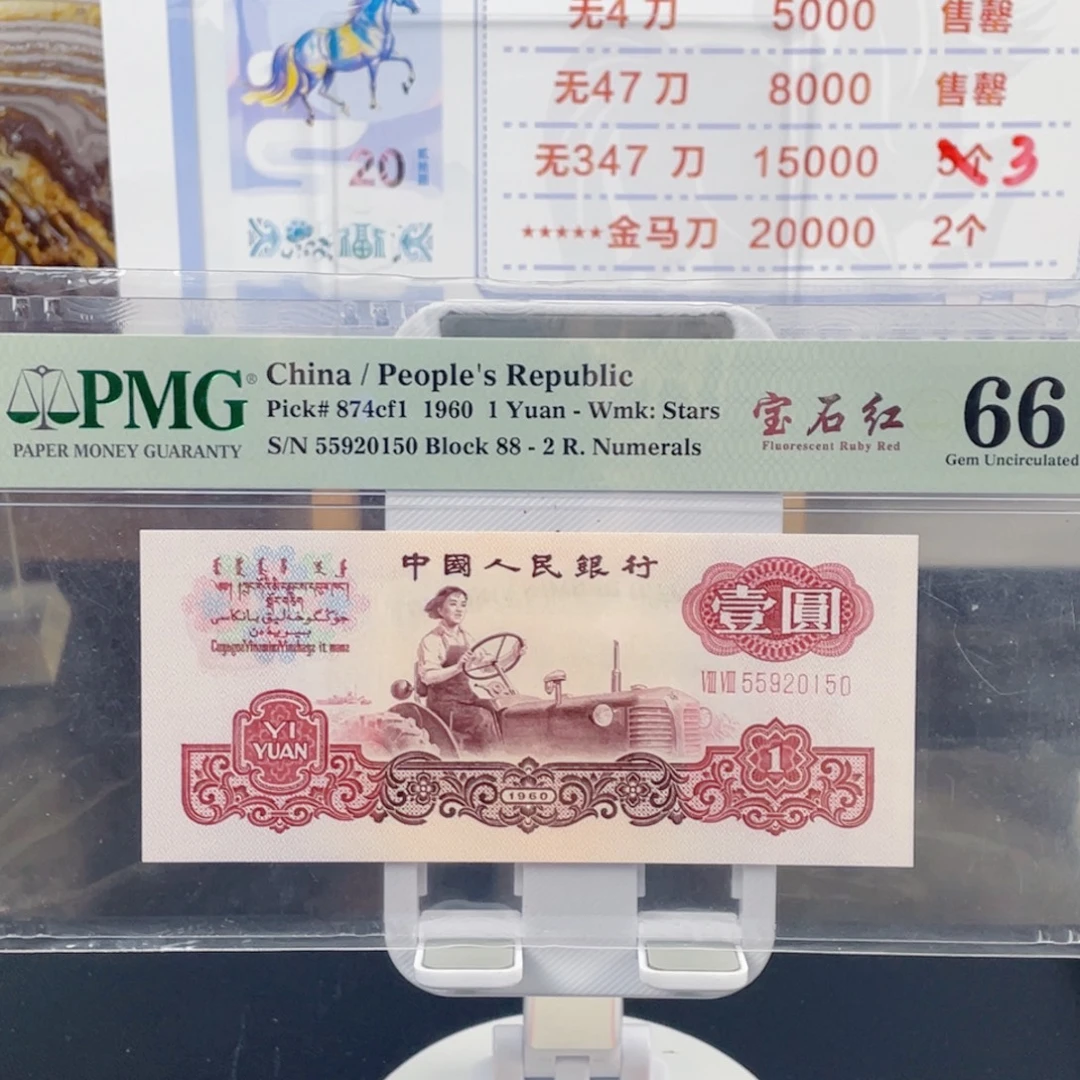 无4刀 5000 售罄
无47刀 8000 售罄
无347 刀 15000 3
20
★★★★★金马刀 20000 2个
PMG®
PAPER MONEY GUARANTY
China / People's Republic
Pick# 874cf1 1960 1 Yuan - Wmk: Stars
S/N 55920150 Block 88 - 2 R. Numerals
宝石红
Fluorescent Ruby Red
66
Gem Uncirculated
中國人民銀行
壹圓
ⅧⅧ 55920150
YI
YUAN
1960
1